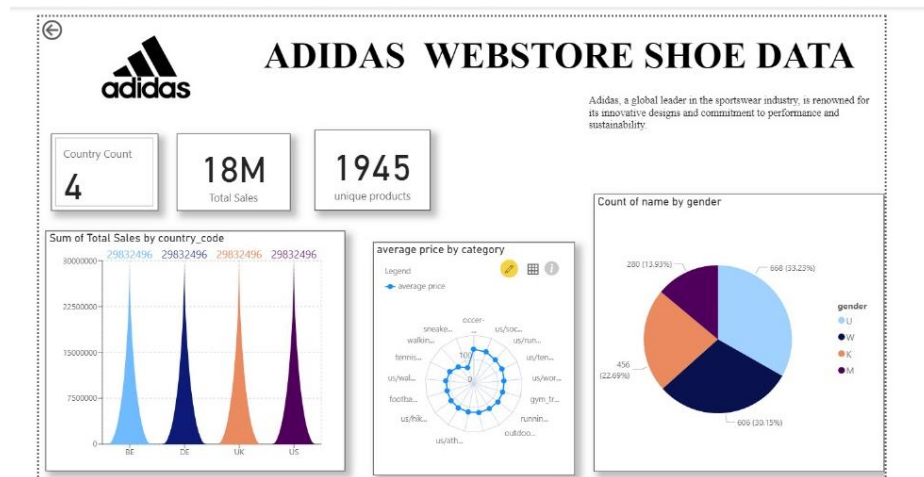 adidas
ADIDAS WEBSTORE SHOE DATA
Adidas, a global leader in the sportswear industry, is renowned for
its innovative designs and commitment to performance and
sustainability.
Country Count
4
18M
Total Sales
1945
unique products
Sum of Total Sales by country_code
29832496 29832496 29832496 29832496
30000000
22500000
15000000
7500000
0
BE DE UK US
average price by category
Legend
average price
occer-
...
us/soc...
us/run...
us/ten...
us/wor...
gym_tr...
runnin...
outdoo...
us/ath...
us/hik...
footba...
us/wal...
tennis...
walkin...
sneake...
100
0
Count of name by gender
668 (33.23%)
606 (30.15%)
456
(22.69%)
280 (13.93%)
gender
U
W
K
M